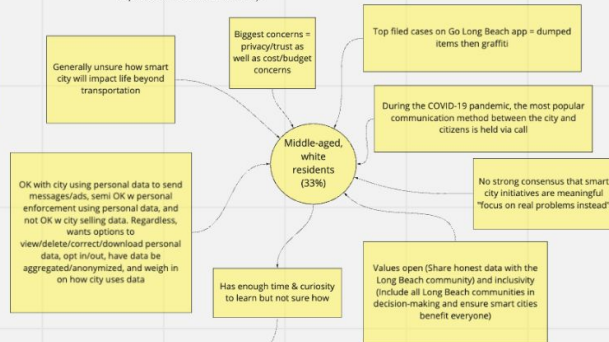 Biggest concerns =
privacy/trust as
well as cost/budget
concerns
Top filed cases on Go Long Beach app = dumped
items then graffiti
Generally unsure how smart
city will impact life beyond
transportation
During the COVID-19 pandemic, the most popular
communication method between the city and
citizens is held via call
Middle-aged,
white
residents
(33%)
No strong consensus that smart
city initiatives are meaningful
"focus on real problems instead"
OK with city using personal data to send
messages/ads, semi OK w personal
enforcement using personal data, and
not OK w city selling data. Regardless,
wants options to
view/delete/correct/download personal
data, opt in/out, have data be
aggregated/anonymized, and weigh in
on how city uses data
Has enough time & curiosity
to learn but not sure how
Values open (Share honest data with the
Long Beach community) and inclusivity
(Include all Long Beach communities in
decision-making and ensure smart cities
benefit everyone)